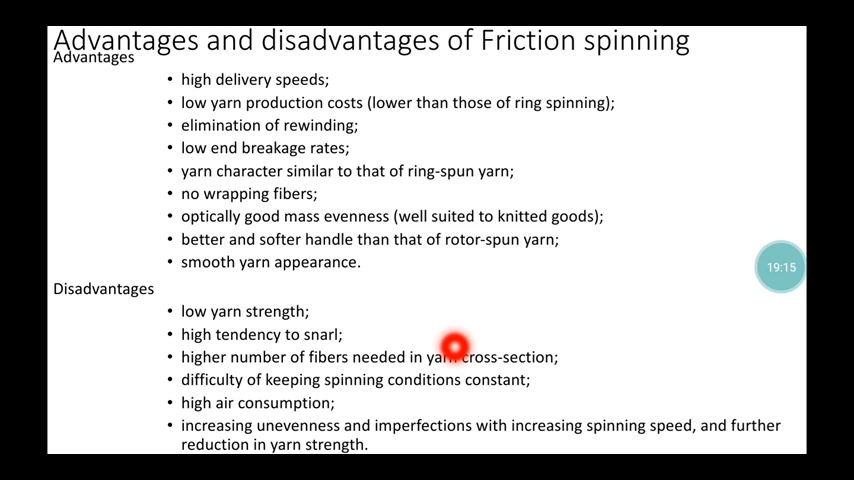 Advantages and disadvantages of Friction spinning
Advantages
• high delivery speeds;
• low yarn production costs (lower than those of ring spinning);
• elimination of rewinding;
• low end breakage rates;
• yarn character similar to that of ring-spun yarn;
• no wrapping fibers;
• optically good mass evenness (well suited to knitted goods);
• better and softer handle than that of rotor-spun yarn;
• smooth yarn appearance.
19:15
Disadvantages
• low yarn strength;
• high tendency to snarl;
• higher number of fibers needed in yarn cross-section;
• difficulty of keeping spinning conditions constant;
• high air consumption;
• increasing unevenness and imperfections with increasing spinning speed, and further
reduction in yarn strength.